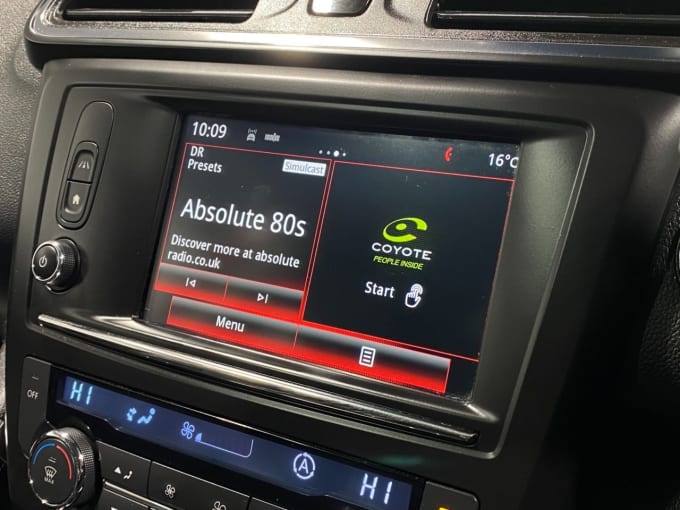 10:09
16°C
DR
Presets
Simulcast
Absolute 80s
Discover more at absolute
radio.co.uk
COYOTE
PEOPLE INSIDE
Start
Menu
OFF
HI
A
HI
MAX